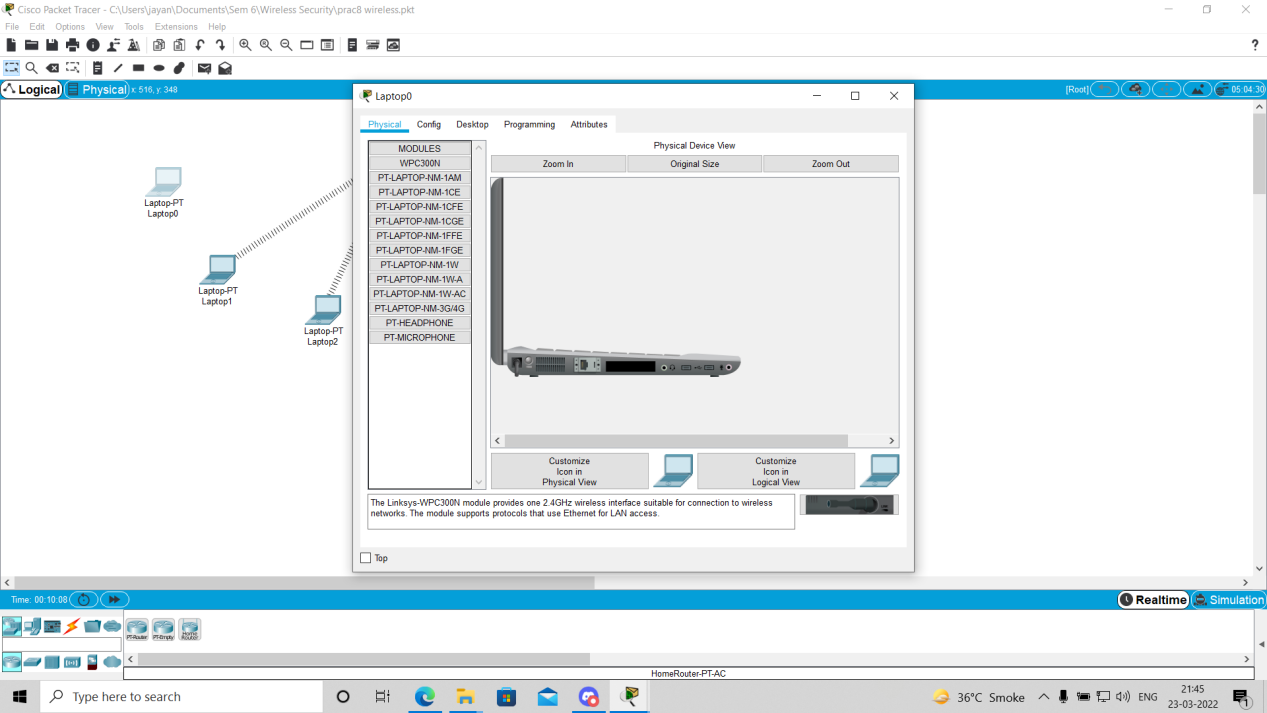 Cisco Packet Tracer - C:\Users\jayan\Documents\Sem 6\Wireless Security\prac8 wireless.pkt
File Edit Options View Tools Extensions Help
?
Logical Physical x: 516, y: 348
[Root] 05:04:30
Laptop-PT
Laptop0
Laptop-PT
Laptop1
Laptop-PT
Laptop2
Laptop0
Physical Config Desktop Programming Attributes
MODULES
WPC300N
PT-LAPTOP-NM-1AM
PT-LAPTOP-NM-1CE
PT-LAPTOP-NM-1CFE
PT-LAPTOP-NM-1CGE
PT-LAPTOP-NM-1FFE
PT-LAPTOP-NM-1FGE
PT-LAPTOP-NM-1W
PT-LAPTOP-NM-1W-A
PT-LAPTOP-NM-1W-AC
PT-LAPTOP-NM-3G/4G
PT-HEADPHONE
PT-MICROPHONE
Physical Device View
Zoom In Original Size Zoom Out
Customize
Icon in
Physical View
Customize
Icon in
Logical View
The Linksys-WPC300N module provides one 2.4GHz wireless interface suitable for connection to wireless
networks. The module supports protocols that use Ethernet for LAN access.
Top
Time: 00:10:08
Realtime Simulation
PT-Router PT-Empty Home Router
HomeRouter-PT-AC
Type here to search
36°C Smoke
ENG
21:45
23-03-2022
1